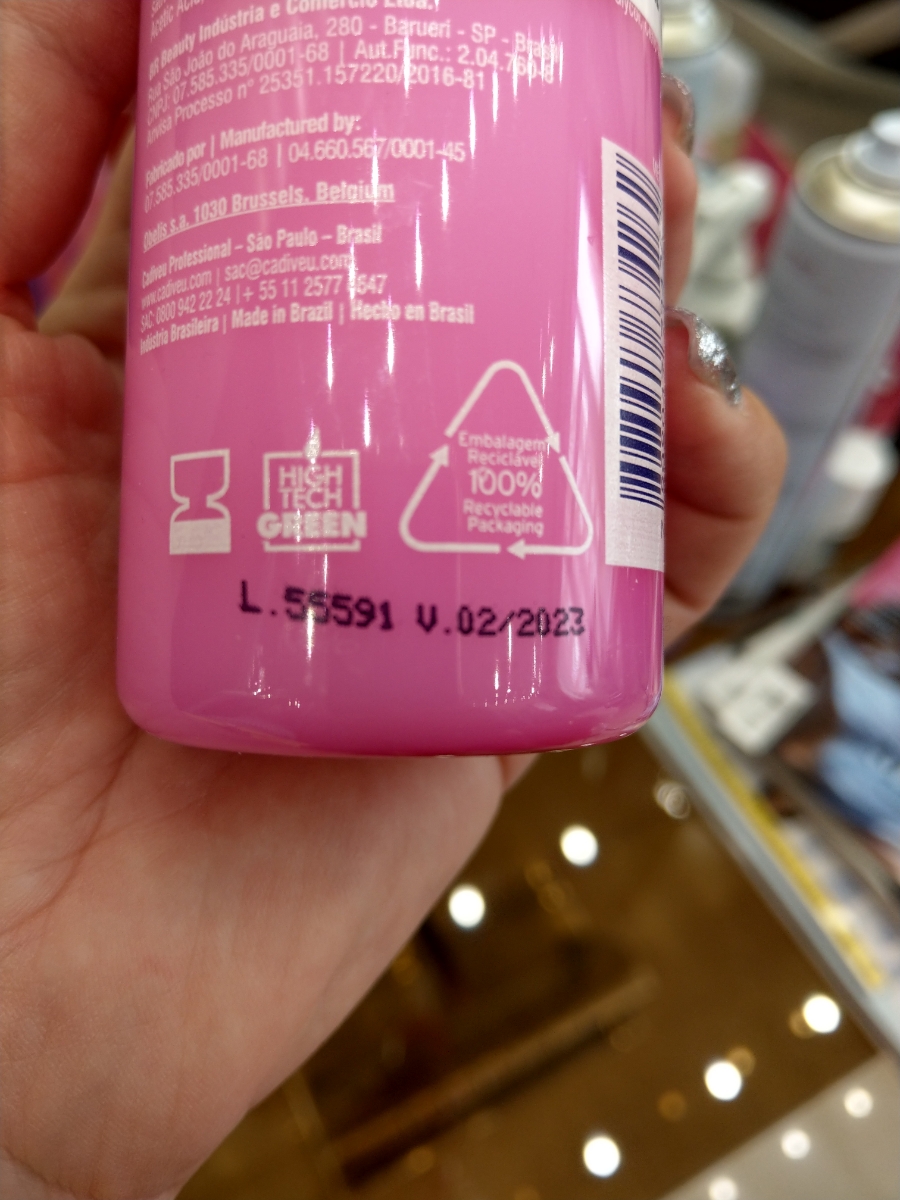 BR Beauty Indústria e Comércio Ltda.
Rua São João do Araguaia, 280 - Barueri - SP - Brasil
CNPJ: 07.585.335/0001-68 | Aut.Func.: 2.04.760-8
Anvisa Processo nº 25351.157220/2016-81
Fabricado por | Manufactured by:
07.585.335/0001-68 | 04.660.567/0001-45
Obelis s.a. 1030 Brussels, Belgium
Cadiveu Professional – São Paulo – Brasil
www.cadiveu.com | sac@cadiveu.com
SAC: 0800 942 22 24 | + 55 11 2577 3647
Indústria Brasileira | Made in Brazil | Hecho en Brasil
HIGH
TECH
GREEN
Embalagem
Reciclável
100%
Recyclable
Packaging
L.55591 V.02/2023